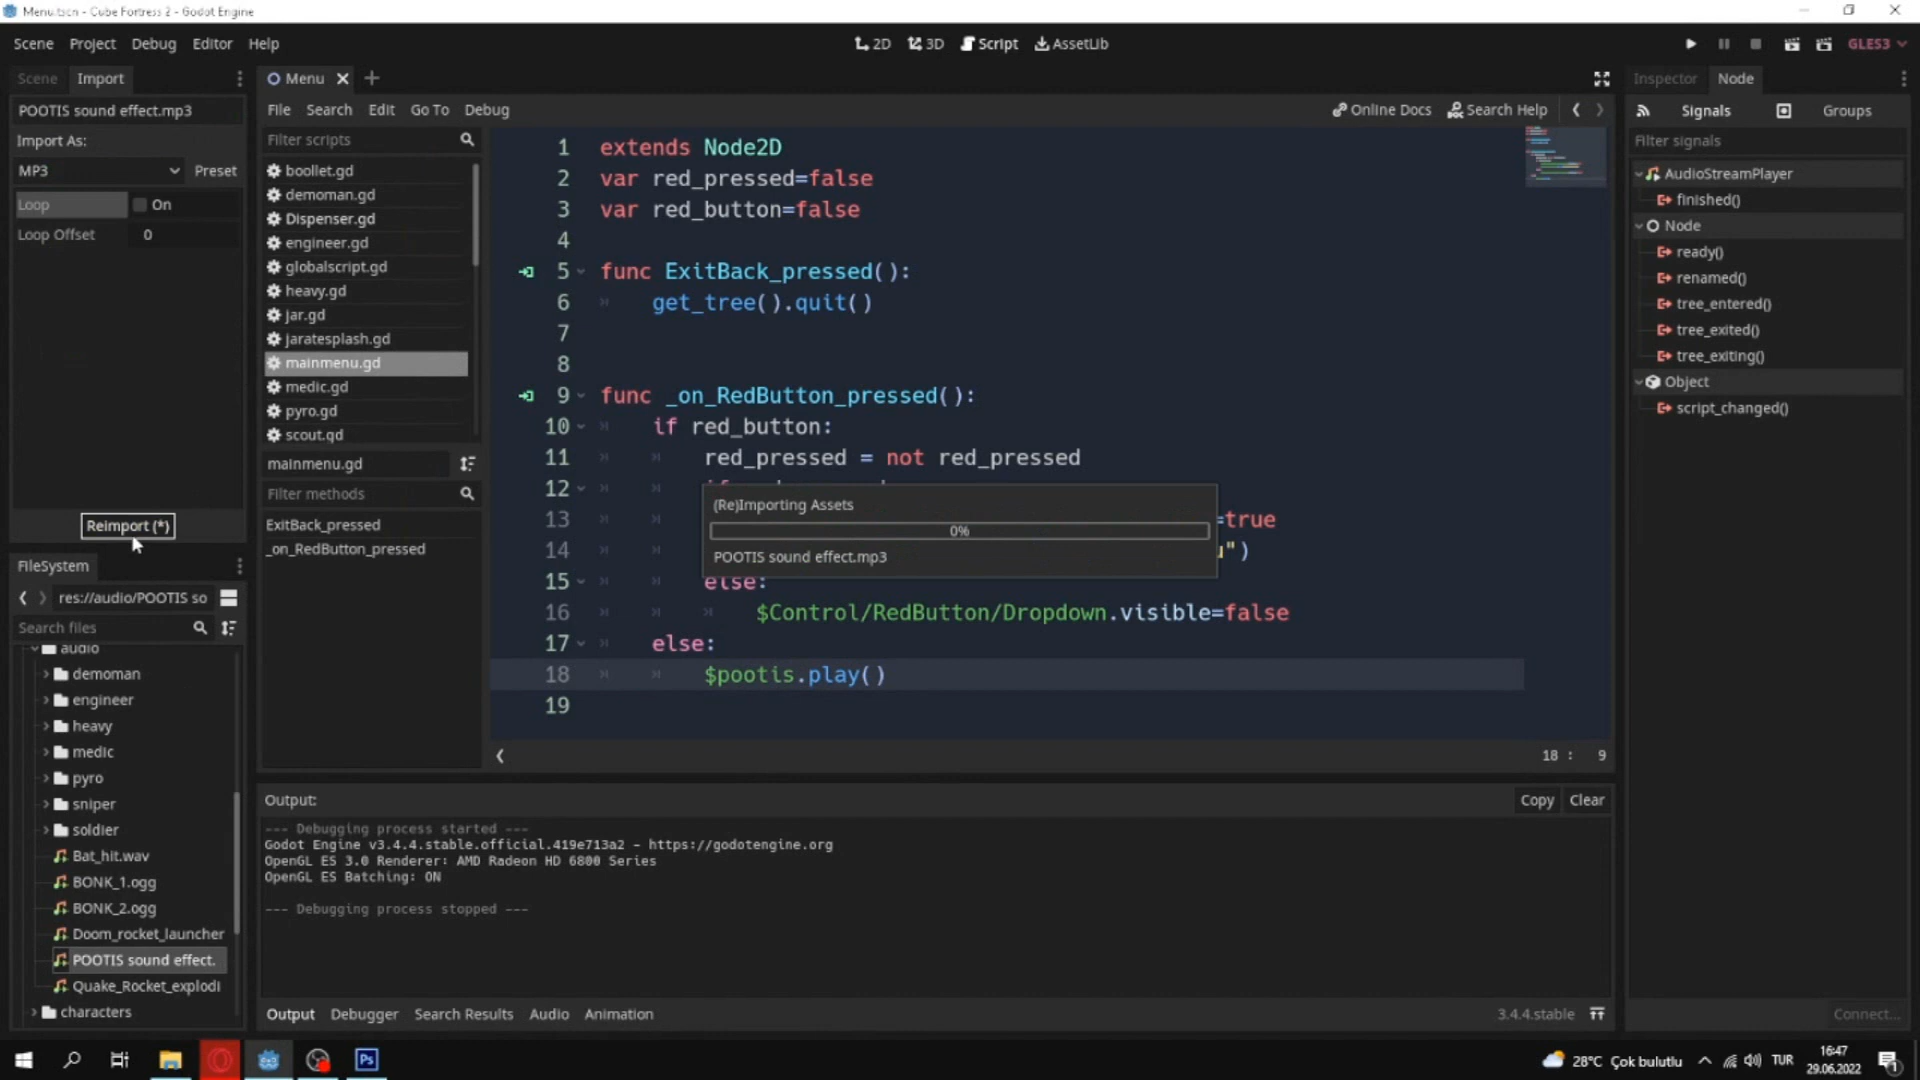 Menu.tscn - Cube Fortress 2 - Godot Engine
Scene Project Debug Editor Help
2D 3D Script AssetLib
GLES3
Scene Import
Menu
Inspector Node
POOTIS sound effect.mp3
File Search Edit Go To Debug
Online Docs Search Help
Signals Groups
Import As:
MP3 Preset
Loop On
Loop Offset 0
Reimport (*)
Filter scripts
boollet.gd
demoman.gd
Dispenser.gd
engineer.gd
globalscript.gd
heavy.gd
jar.gd
jaratesplash.gd
mainmenu.gd
medic.gd
pyro.gd
scout.gd
mainmenu.gd
Filter methods
ExitBack_pressed
_on_RedButton_pressed
1 extends Node2D
2 var red_pressed=false
3 var red_button=false
4
5 func ExitBack_pressed():
6 get_tree().quit()
7
8
9 func _on_RedButton_pressed():
10 if red_button:
11 red_pressed = not red_pressed
12
13 =true
14 ")
15 else:
16 $Control/RedButton/Dropdown.visible=false
17 else:
18 $pootis.play()
19
(Re)Importing Assets
0%
POOTIS sound effect.mp3
18 : 9
Filter signals
AudioStreamPlayer
finished()
Node
ready()
renamed()
tree_entered()
tree_exited()
tree_exiting()
Object
script_changed()
Connect...
FileSystem
res://audio/POOTIS so
Search files
audio
demoman
engineer
heavy
medic
pyro
sniper
soldier
Bat_hit.wav
BONK_1.ogg
BONK_2.ogg
Doom_rocket_launcher
POOTIS sound effect.
Quake_Rocket_explodi
characters
Output:
Copy Clear
--- Debugging process started ---
Godot Engine v3.4.4.stable.official.419e713a2 - https://godotengine.org
OpenGL ES 3.0 Renderer: AMD Radeon HD 6800 Series
OpenGL ES Batching: ON
--- Debugging process stopped ---
Output Debugger Search Results Audio Animation
3.4.4.stable
Ps
28°C Çok bulutlu
TUR
16:47
29.06.2022
1